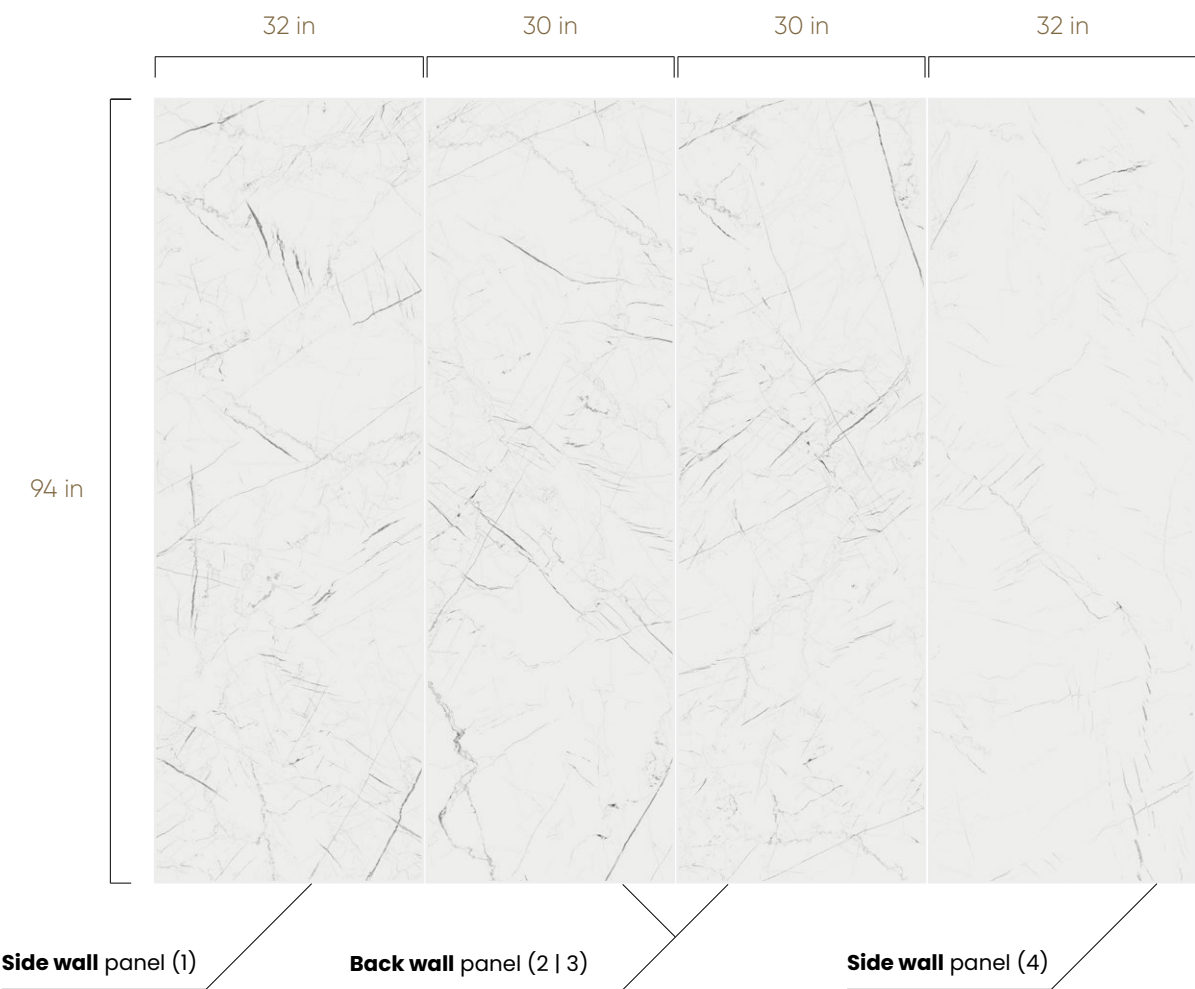 32 in
30 in
30 in
32 in
94 in
Side wall panel (1)
Back wall panel (2 | 3)
Side wall panel (4)